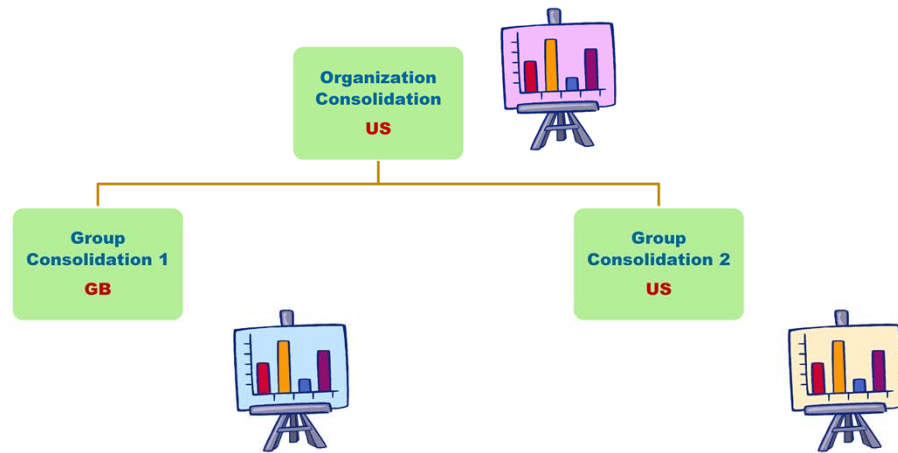 Organization
Consolidation
US
Group
Consolidation 1
GB
Group
Consolidation 2
US